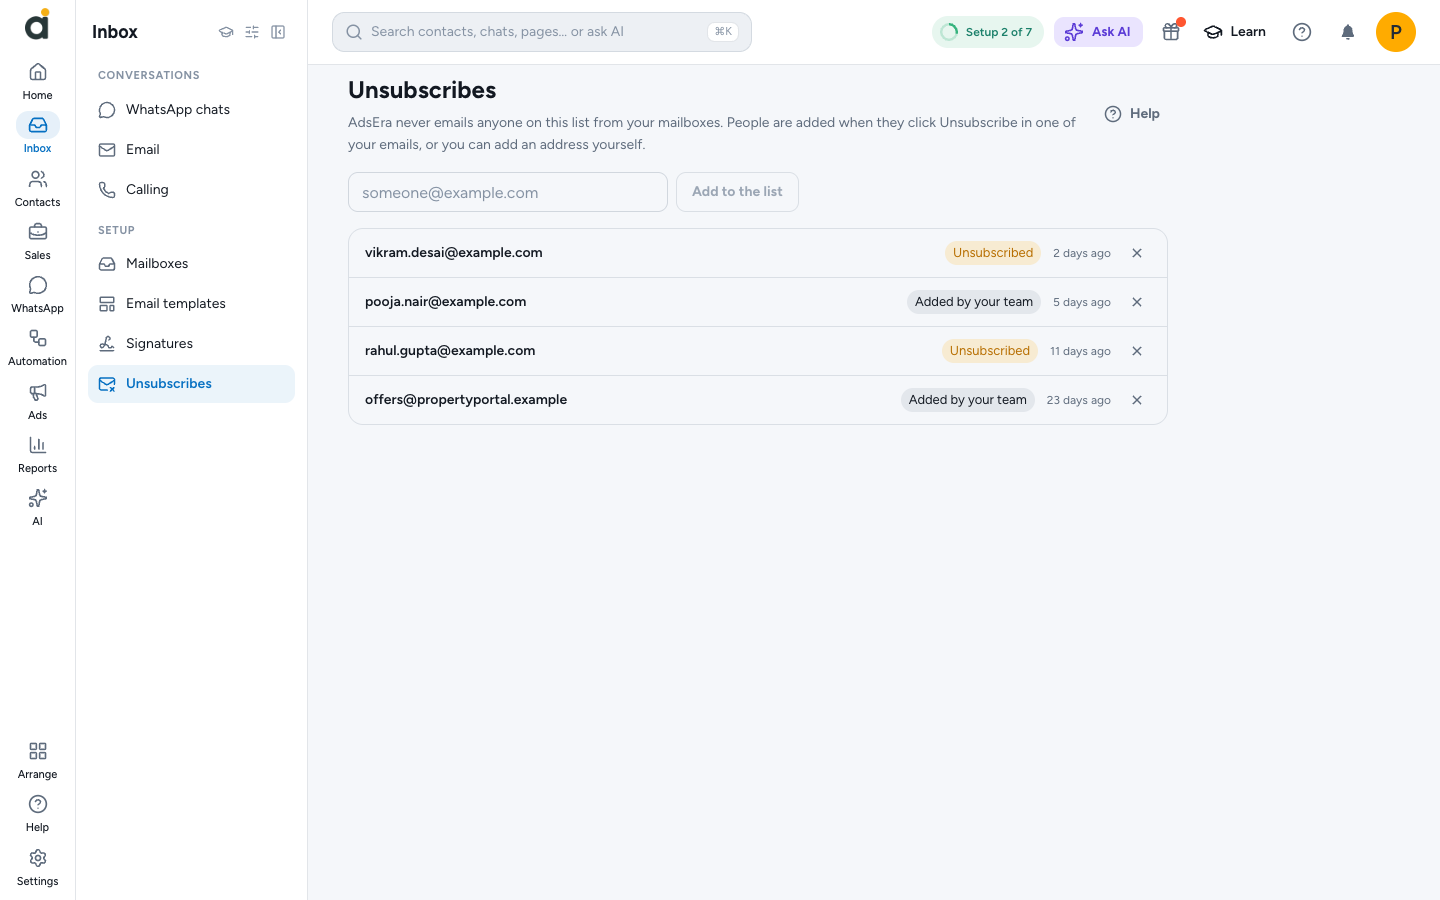 Inbox
Search contacts, chats, pages... or ask AI
⌘K
Setup 2 of 7
Ask AI
Learn
P
Home
Inbox
Contacts
Sales
WhatsApp
Automation
Ads
Reports
AI
Arrange
Help
Settings
CONVERSATIONS
WhatsApp chats
Email
Calling
SETUP
Mailboxes
Email templates
Signatures
Unsubscribes
Unsubscribes
AdsEra never emails anyone on this list from your mailboxes. People are added when they click Unsubscribe in one of
your emails, or you can add an address yourself.
Help
someone@example.com
Add to the list
vikram.desai@example.com Unsubscribed 2 days ago
pooja.nair@example.com Added by your team 5 days ago
rahul.gupta@example.com Unsubscribed 11 days ago
offers@propertyportal.example Added by your team 23 days ago